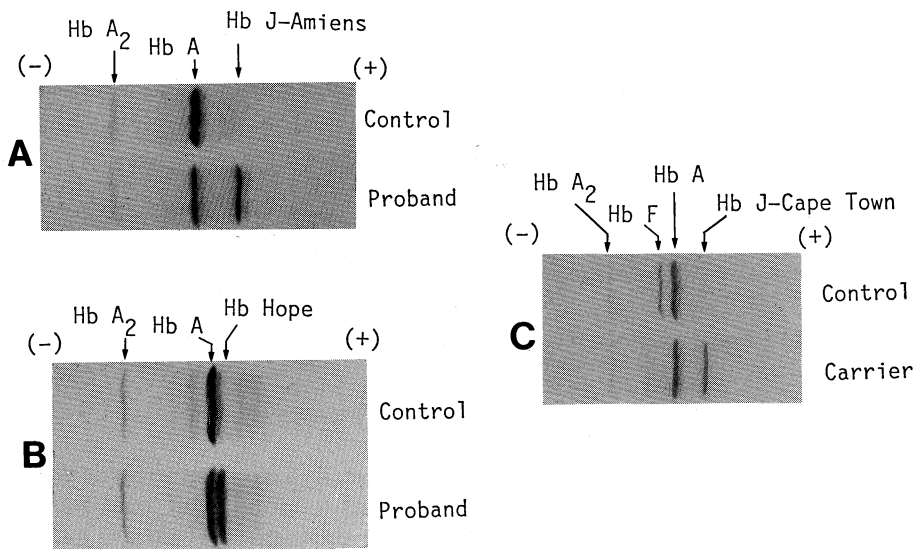 Hb A2 Hb A Hb J-Amiens
(-) (+)
A Control
Proband
Hb A2 Hb A Hb Hope
(-) (+)
B Control
Proband
Hb A2 Hb F Hb A Hb J-Cape Town
(-) (+)
C Control
Carrier